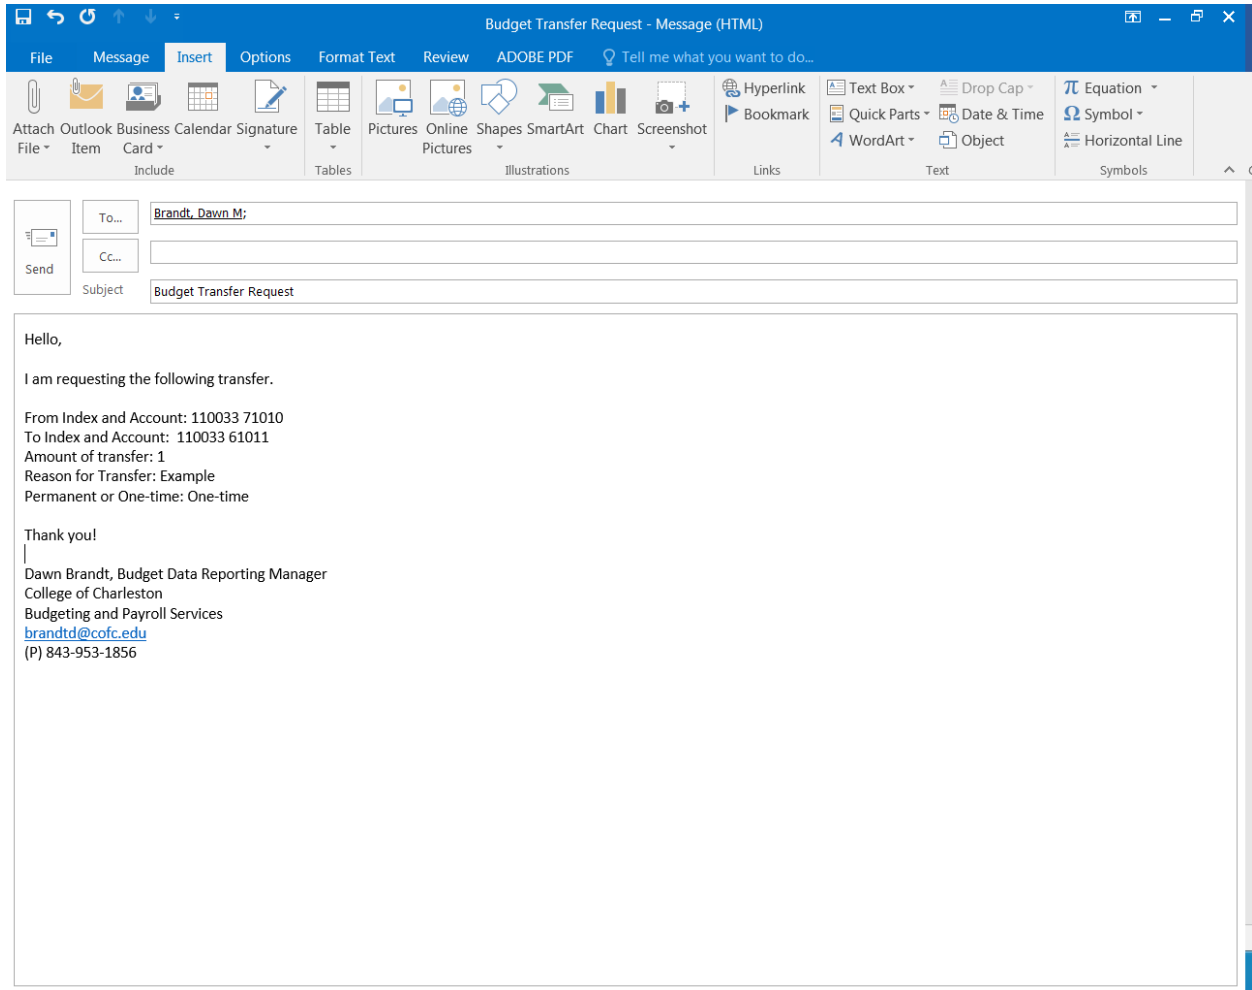 Budget Transfer Request - Message (HTML)
File Message Insert Options Format Text Review ADOBE PDF Tell me what you want to do...
Attach File Outlook Item Business Card Calendar Signature
Include
Table
Tables
Pictures Online Pictures Shapes SmartArt Chart Screenshot
Illustrations
Hyperlink
Bookmark
Links
Text Box Drop Cap
Quick Parts Date & Time
WordArt Object
Text
π Equation
Ω Symbol
Horizontal Line
Symbols
Send
To... Brandt, Dawn M;
Cc...
Subject Budget Transfer Request
Hello,
I am requesting the following transfer.
From Index and Account: 110033 71010
To Index and Account:  110033 61011
Amount of transfer: 1
Reason for Transfer: Example
Permanent or One-time: One-time
Thank you!
Dawn Brandt, Budget Data Reporting Manager
College of Charleston
Budgeting and Payroll Services
brandtd@cofc.edu
(P) 843-953-1856